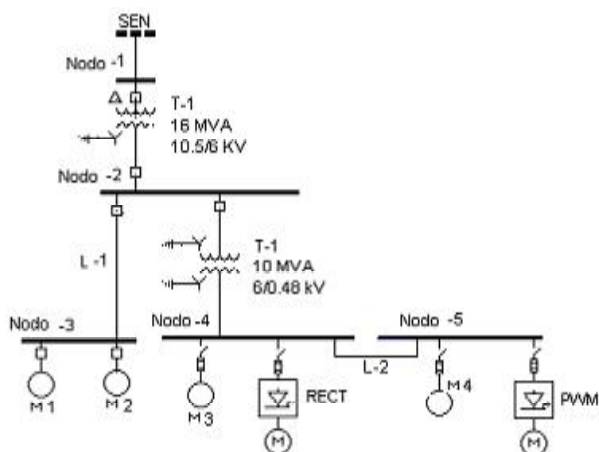 SEN
Nodo -1
T-1
16 MVA
10.5/6 KV
Nodo -2
T-1
10 MVA
6/0.48 kV
L -1
Nodo -3
Nodo -4
Nodo -5
L-2
M 1
M 2
M 3
RECT
M 4
PWM
M
M